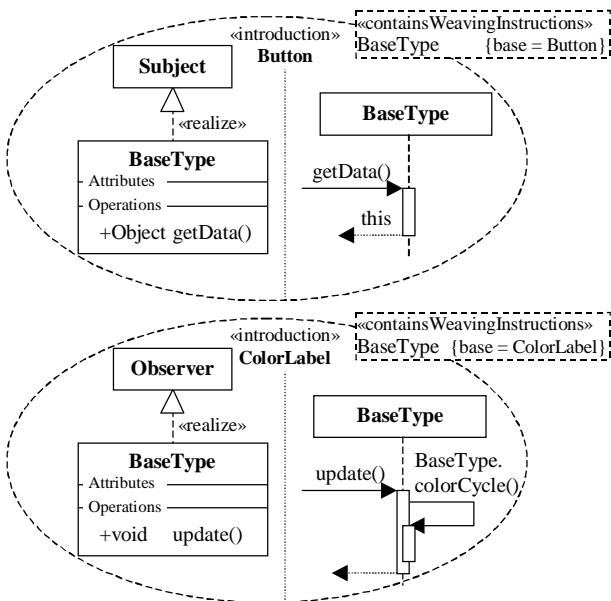 «containsWeavingInstructions»
BaseType {base = Button}
«introduction»
Button
Subject
«realize»
BaseType
Attributes
Operations
+Object getData()
BaseType
getData()
this
«containsWeavingInstructions»
BaseType {base = ColorLabel}
«introduction»
ColorLabel
Observer
«realize»
BaseType
Attributes
Operations
+void update()
BaseType
update()
BaseType.
colorCycle()